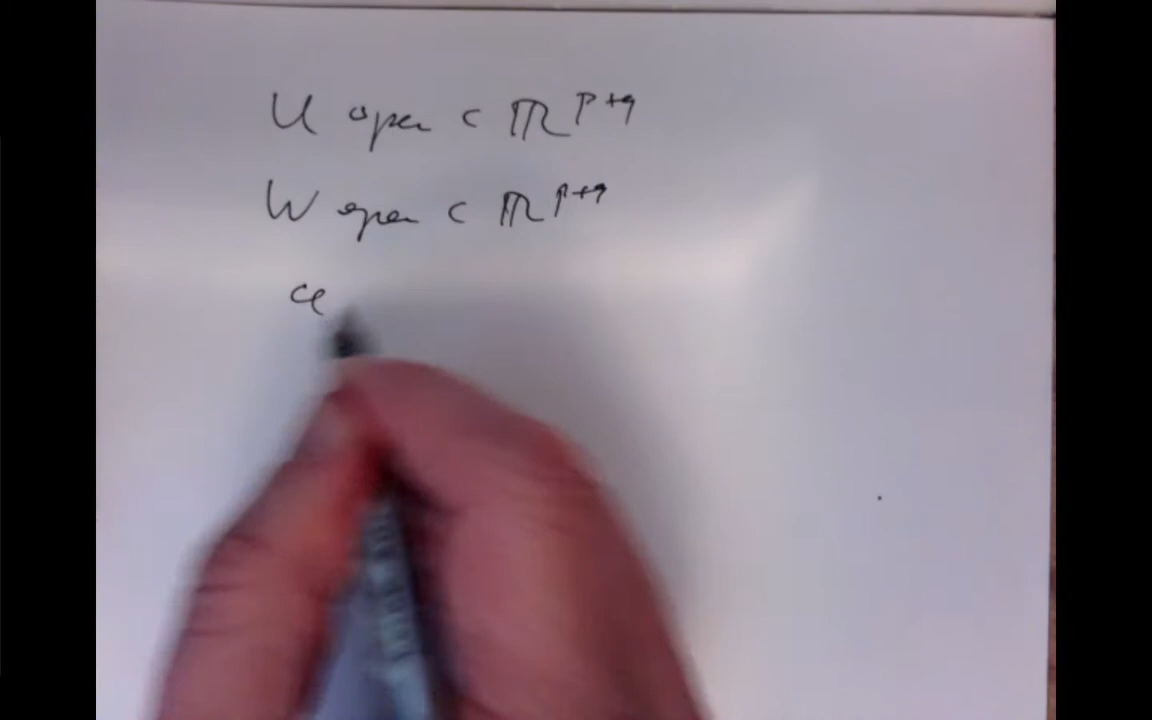 U open ⊂ ℝ^{p+q}
W open ⊂ ℝ^{p+q}
φ